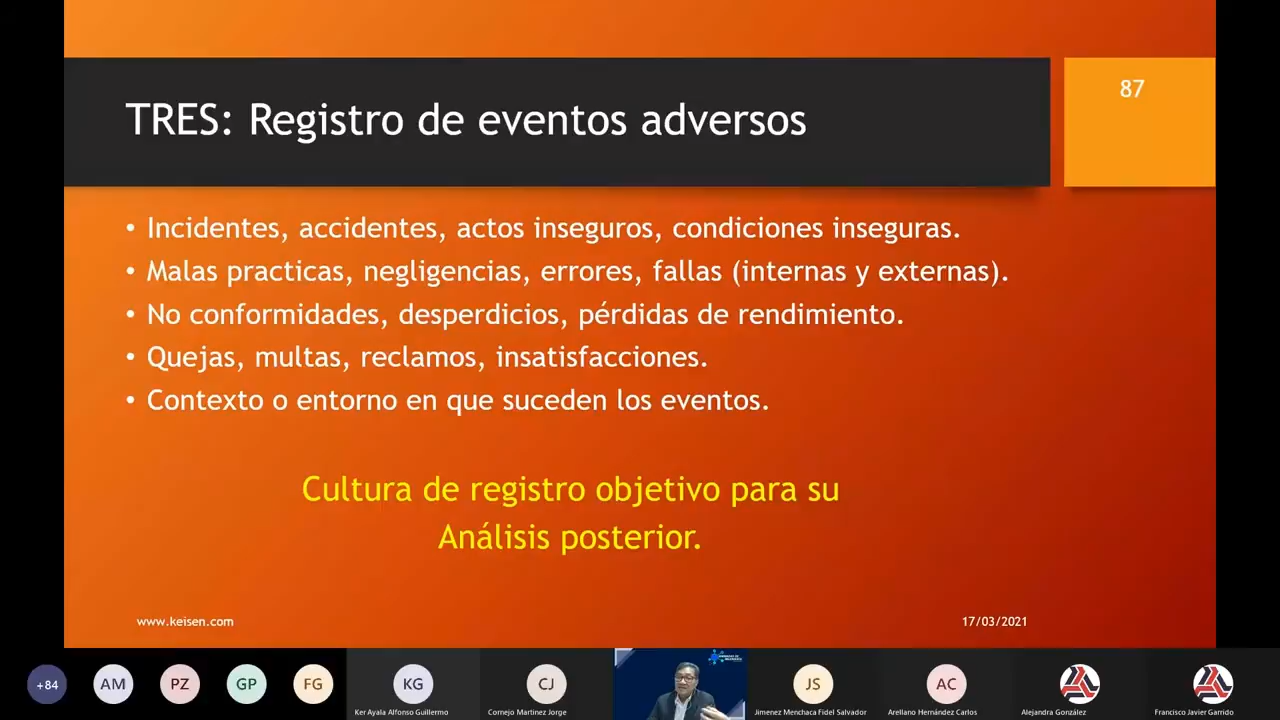 TRES: Registro de eventos adversos
87
• Incidentes, accidentes, actos inseguros, condiciones inseguras.
• Malas practicas, negligencias, errores, fallas (internas y externas).
• No conformidades, desperdicios, pérdidas de rendimiento.
• Quejas, multas, reclamos, insatisfacciones.
• Contexto o entorno en que suceden los eventos.
Cultura de registro objetivo para su
Análisis posterior.
www.keisen.com
17/03/2021
+84
AM
PZ
GP
FG
KG
Ker Ayala Alfonso Guillermo
CJ
Cornejo Martinez Jorge
JS
Jimenez Menchaca Fidel Salvador
AC
Arellano Hernández Carlos
Alejandra González
Francisco Javier Garrido